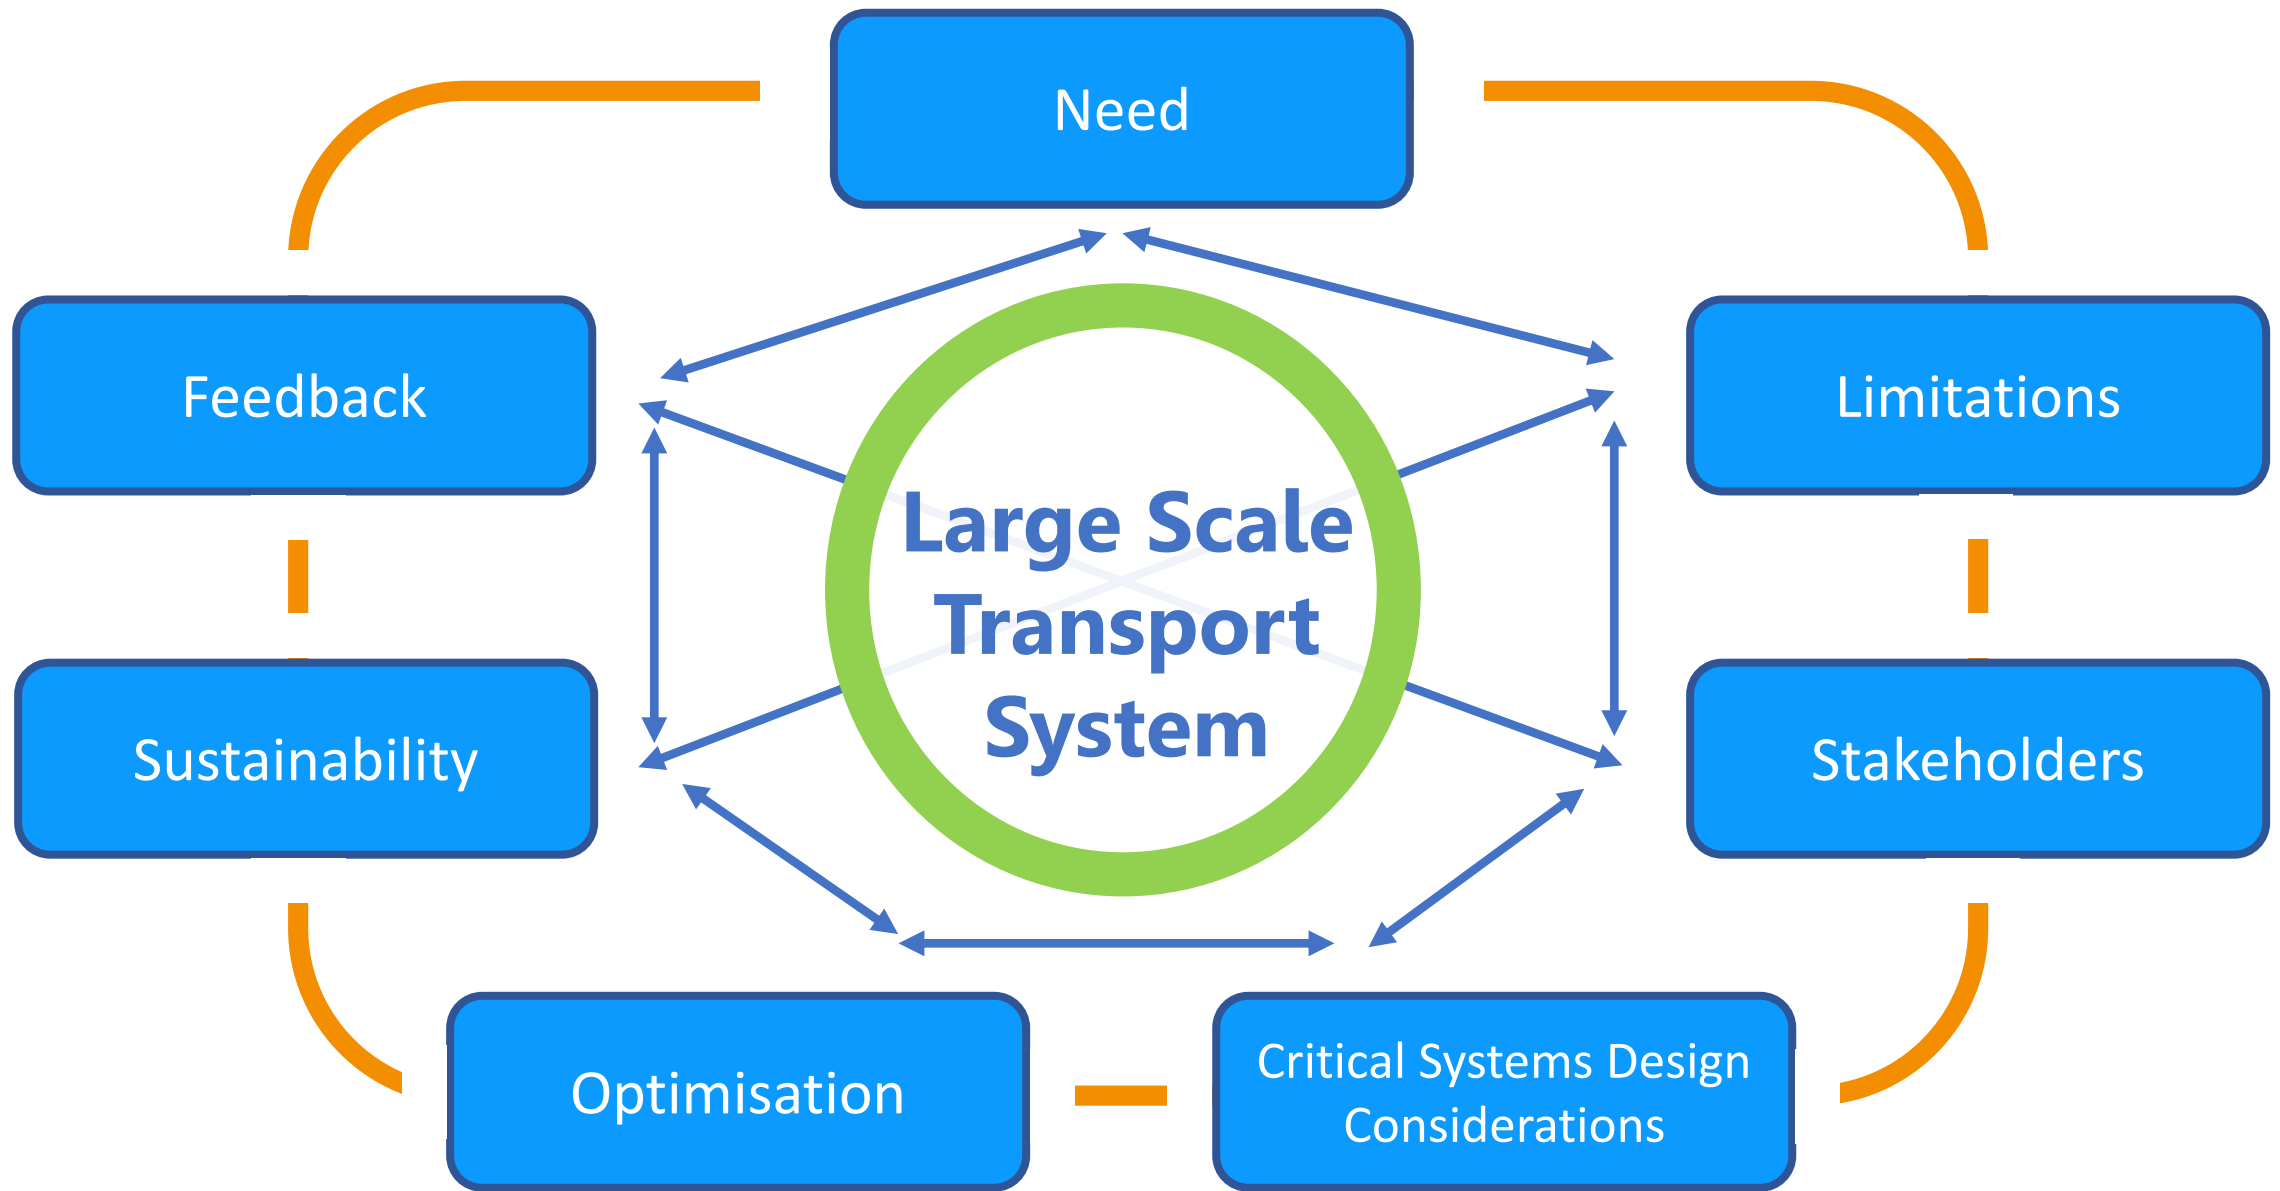 Need
Feedback
Limitations
Large Scale
Transport
System
Sustainability
Stakeholders
Optimisation
Critical Systems Design
Considerations